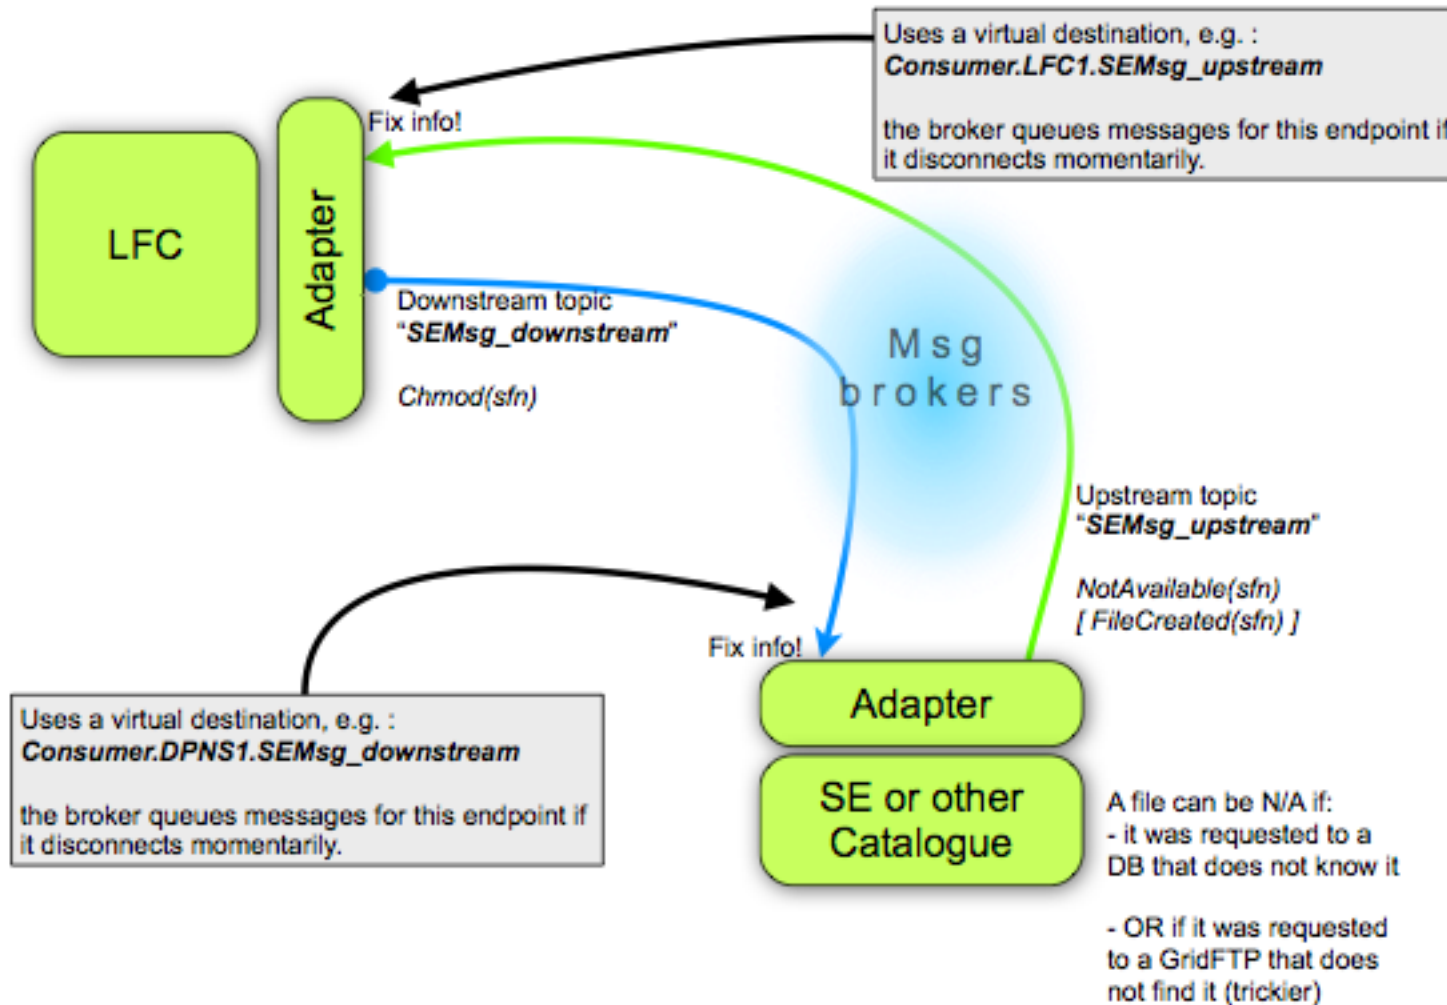 Uses a virtual destination, e.g. :
Consumer.LFC1.SEMsg_upstream
the broker queues messages for this endpoint if
it disconnects momentarily.
Fix info!
LFC
Adapter
Downstream topic
“SEMsg_downstream”
Chmod(sfn)
Msg
brokers
Upstream topic
“SEMsg_upstream”
NotAvailable(sfn)
[ FileCreated(sfn) ]
Fix info!
Uses a virtual destination, e.g. :
Consumer.DPNS1.SEMsg_downstream
the broker queues messages for this endpoint if
it disconnects momentarily.
Adapter
SE or other
Catalogue
A file can be N/A if:
- it was requested to a
DB that does not know it
- OR if it was requested
to a GridFTP that does
not find it (trickier)